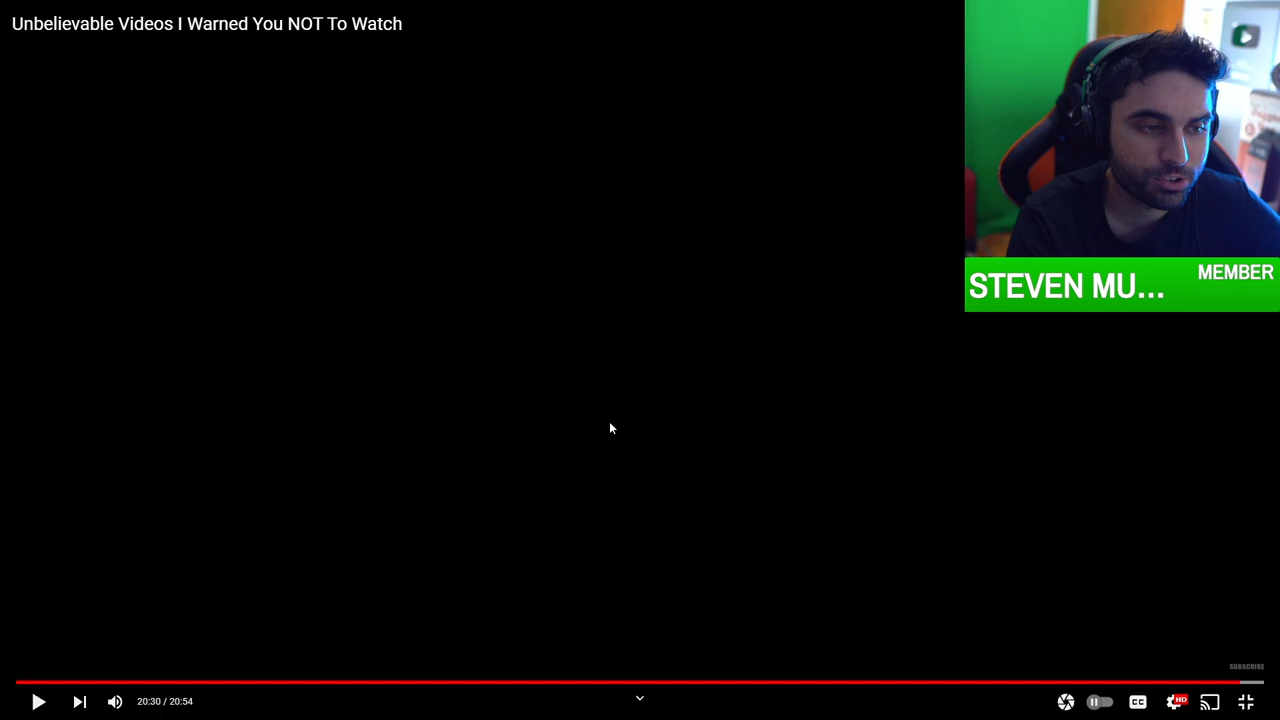 Unbelievable Videos I Warned You NOT To Watch
MEMBER
STEVEN MU...
SUBSCRIBE
20:30 / 20:54
CC
HD